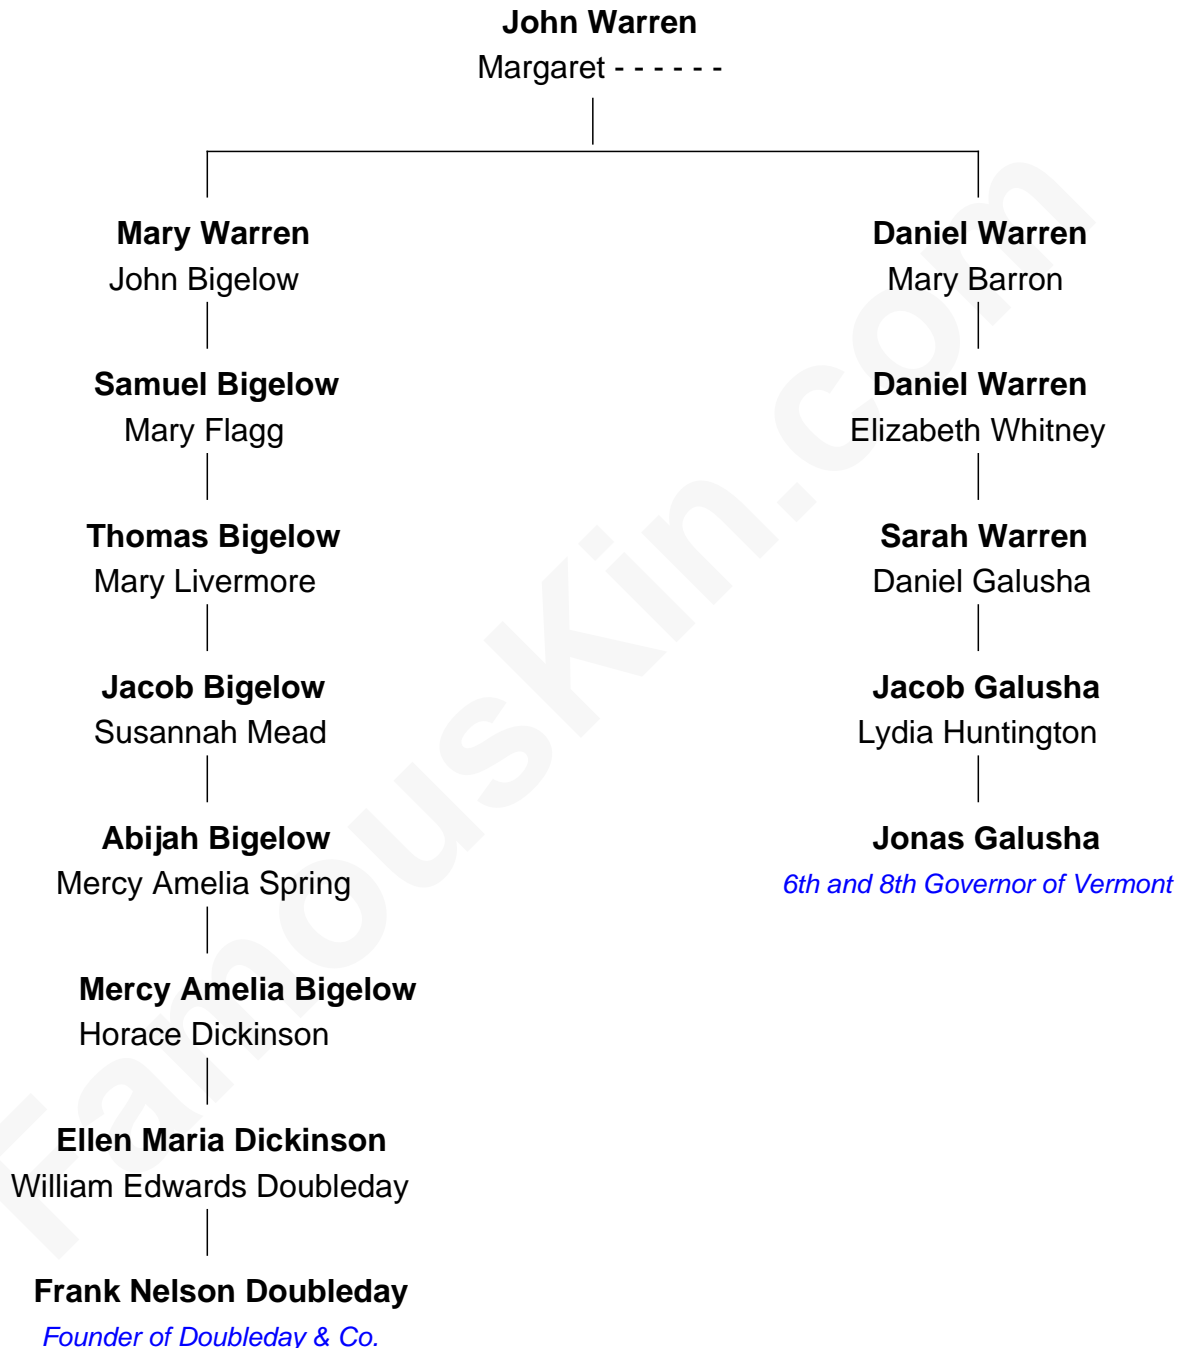 John Warren
Margaret - - - - - -
Mary Warren
John Bigelow
Daniel Warren
Mary Barron
Samuel Bigelow
Mary Flagg
Daniel Warren
Elizabeth Whitney
Thomas Bigelow
Mary Livermore
Sarah Warren
Daniel Galusha
Jacob Bigelow
Susannah Mead
Jacob Galusha
Lydia Huntington
Abijah Bigelow
Mercy Amelia Spring
Jonas Galusha
6th and 8th Governor of Vermont
Mercy Amelia Bigelow
Horace Dickinson
Ellen Maria Dickinson
William Edwards Doubleday
Frank Nelson Doubleday
Founder of Doubleday & Co.
FamousKin.com